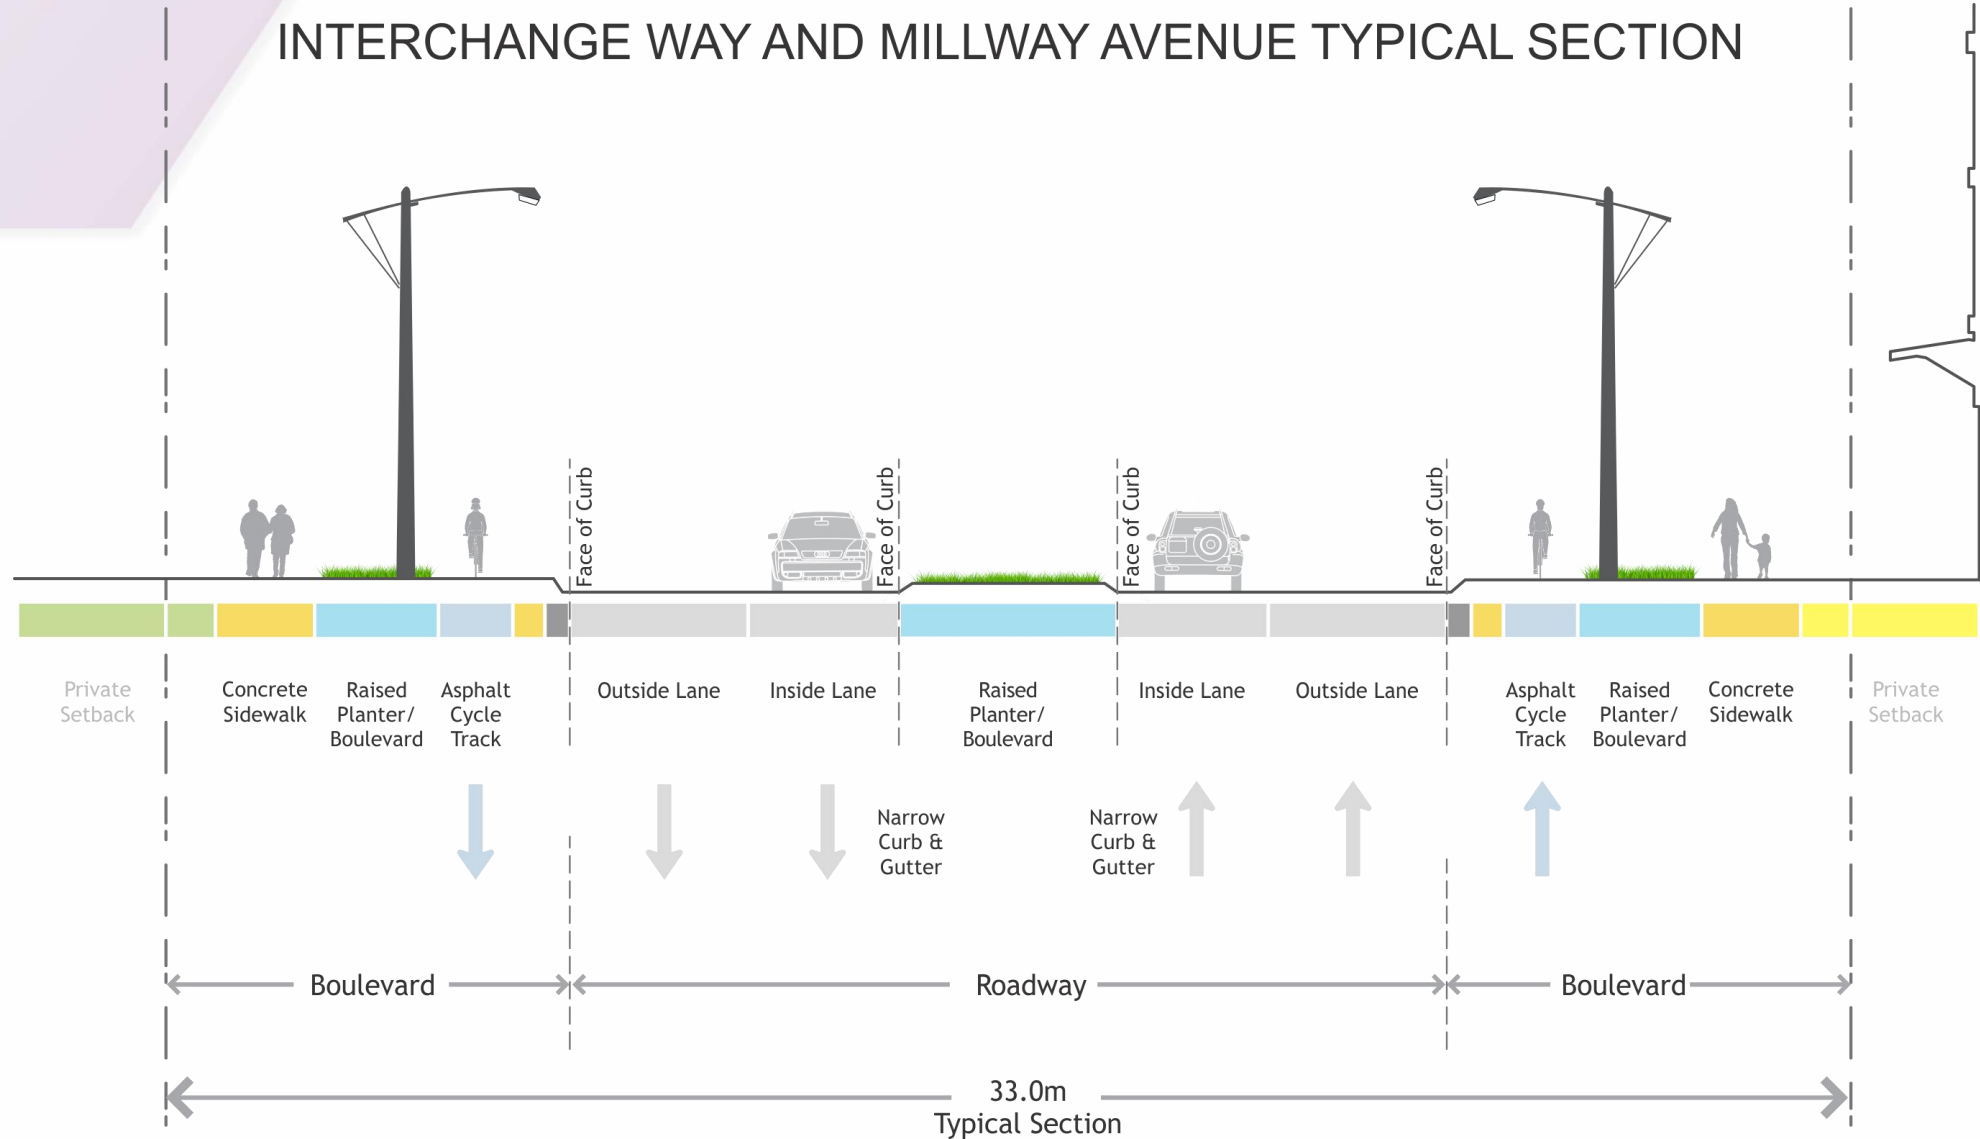 INTERCHANGE WAY AND MILLWAY AVENUE TYPICAL SECTION
Face of Curb
Face of Curb
Face of Curb
Face of Curb
Private
Setback
Concrete
Sidewalk
Raised
Planter/
Boulevard
Asphalt
Cycle
Track
Outside Lane
Inside Lane
Raised
Planter/
Boulevard
Inside Lane
Outside Lane
Asphalt
Cycle
Track
Raised
Planter/
Boulevard
Concrete
Sidewalk
Private
Setback
Narrow
Curb &
Gutter
Narrow
Curb &
Gutter
Boulevard
Roadway
Boulevard
33.0m
Typical Section